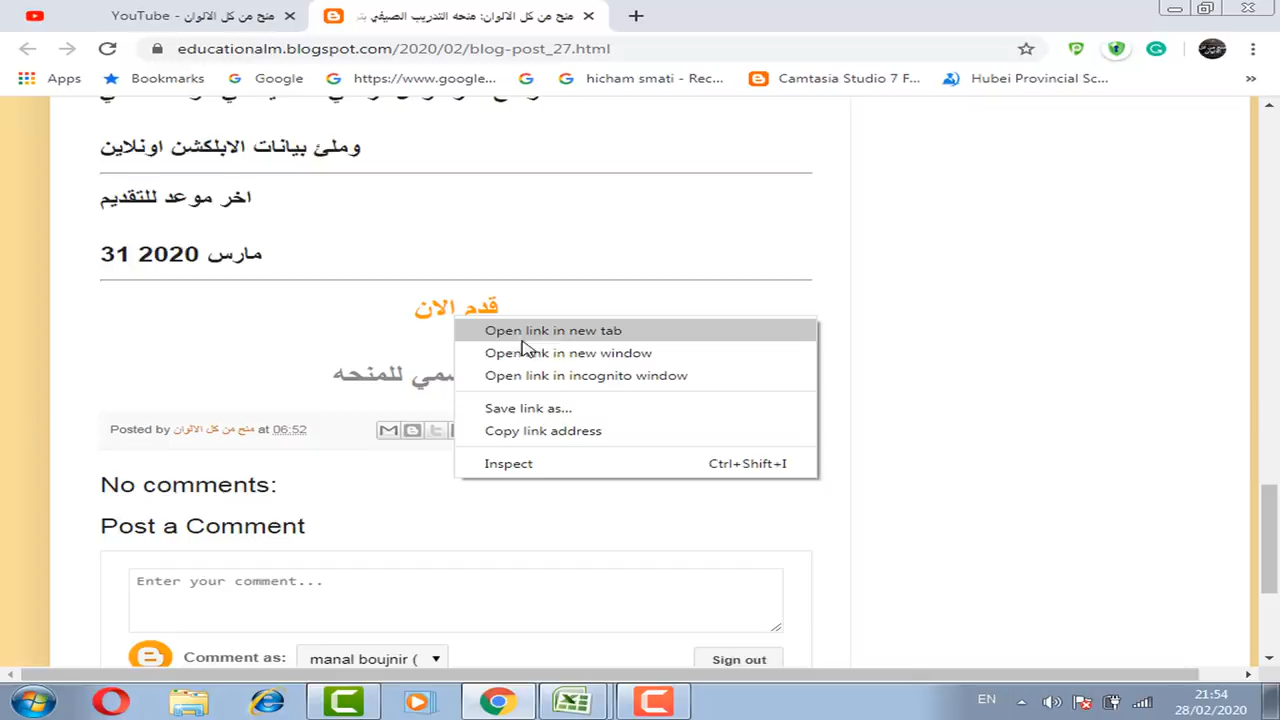 منح من كل الالوان - YouTube
منح من كل الالوان: منحه التدريب الصيفي بتر
educationalm.blogspot.com/2020/02/blog-post_27.html
Apps Bookmarks Google https://www.google... hicham smati - Rec... Camtasia Studio 7 F... Hubei Provincial Sc... »
وملئ بيانات الابلكشن اونلاين
اخر موعد للتقديم
31 مارس 2020
قدم الان
Open link in new tab
Open link in new window
سمي للمنحه
Open link in incognito window
Save link as...
Copy link address
Posted by منح من كل الالوان at 06:52
Inspect Ctrl+Shift+I
No comments:
Post a Comment
Enter your comment...
Comment as: manal boujnir ( Sign out
EN 21:54
28/02/2020